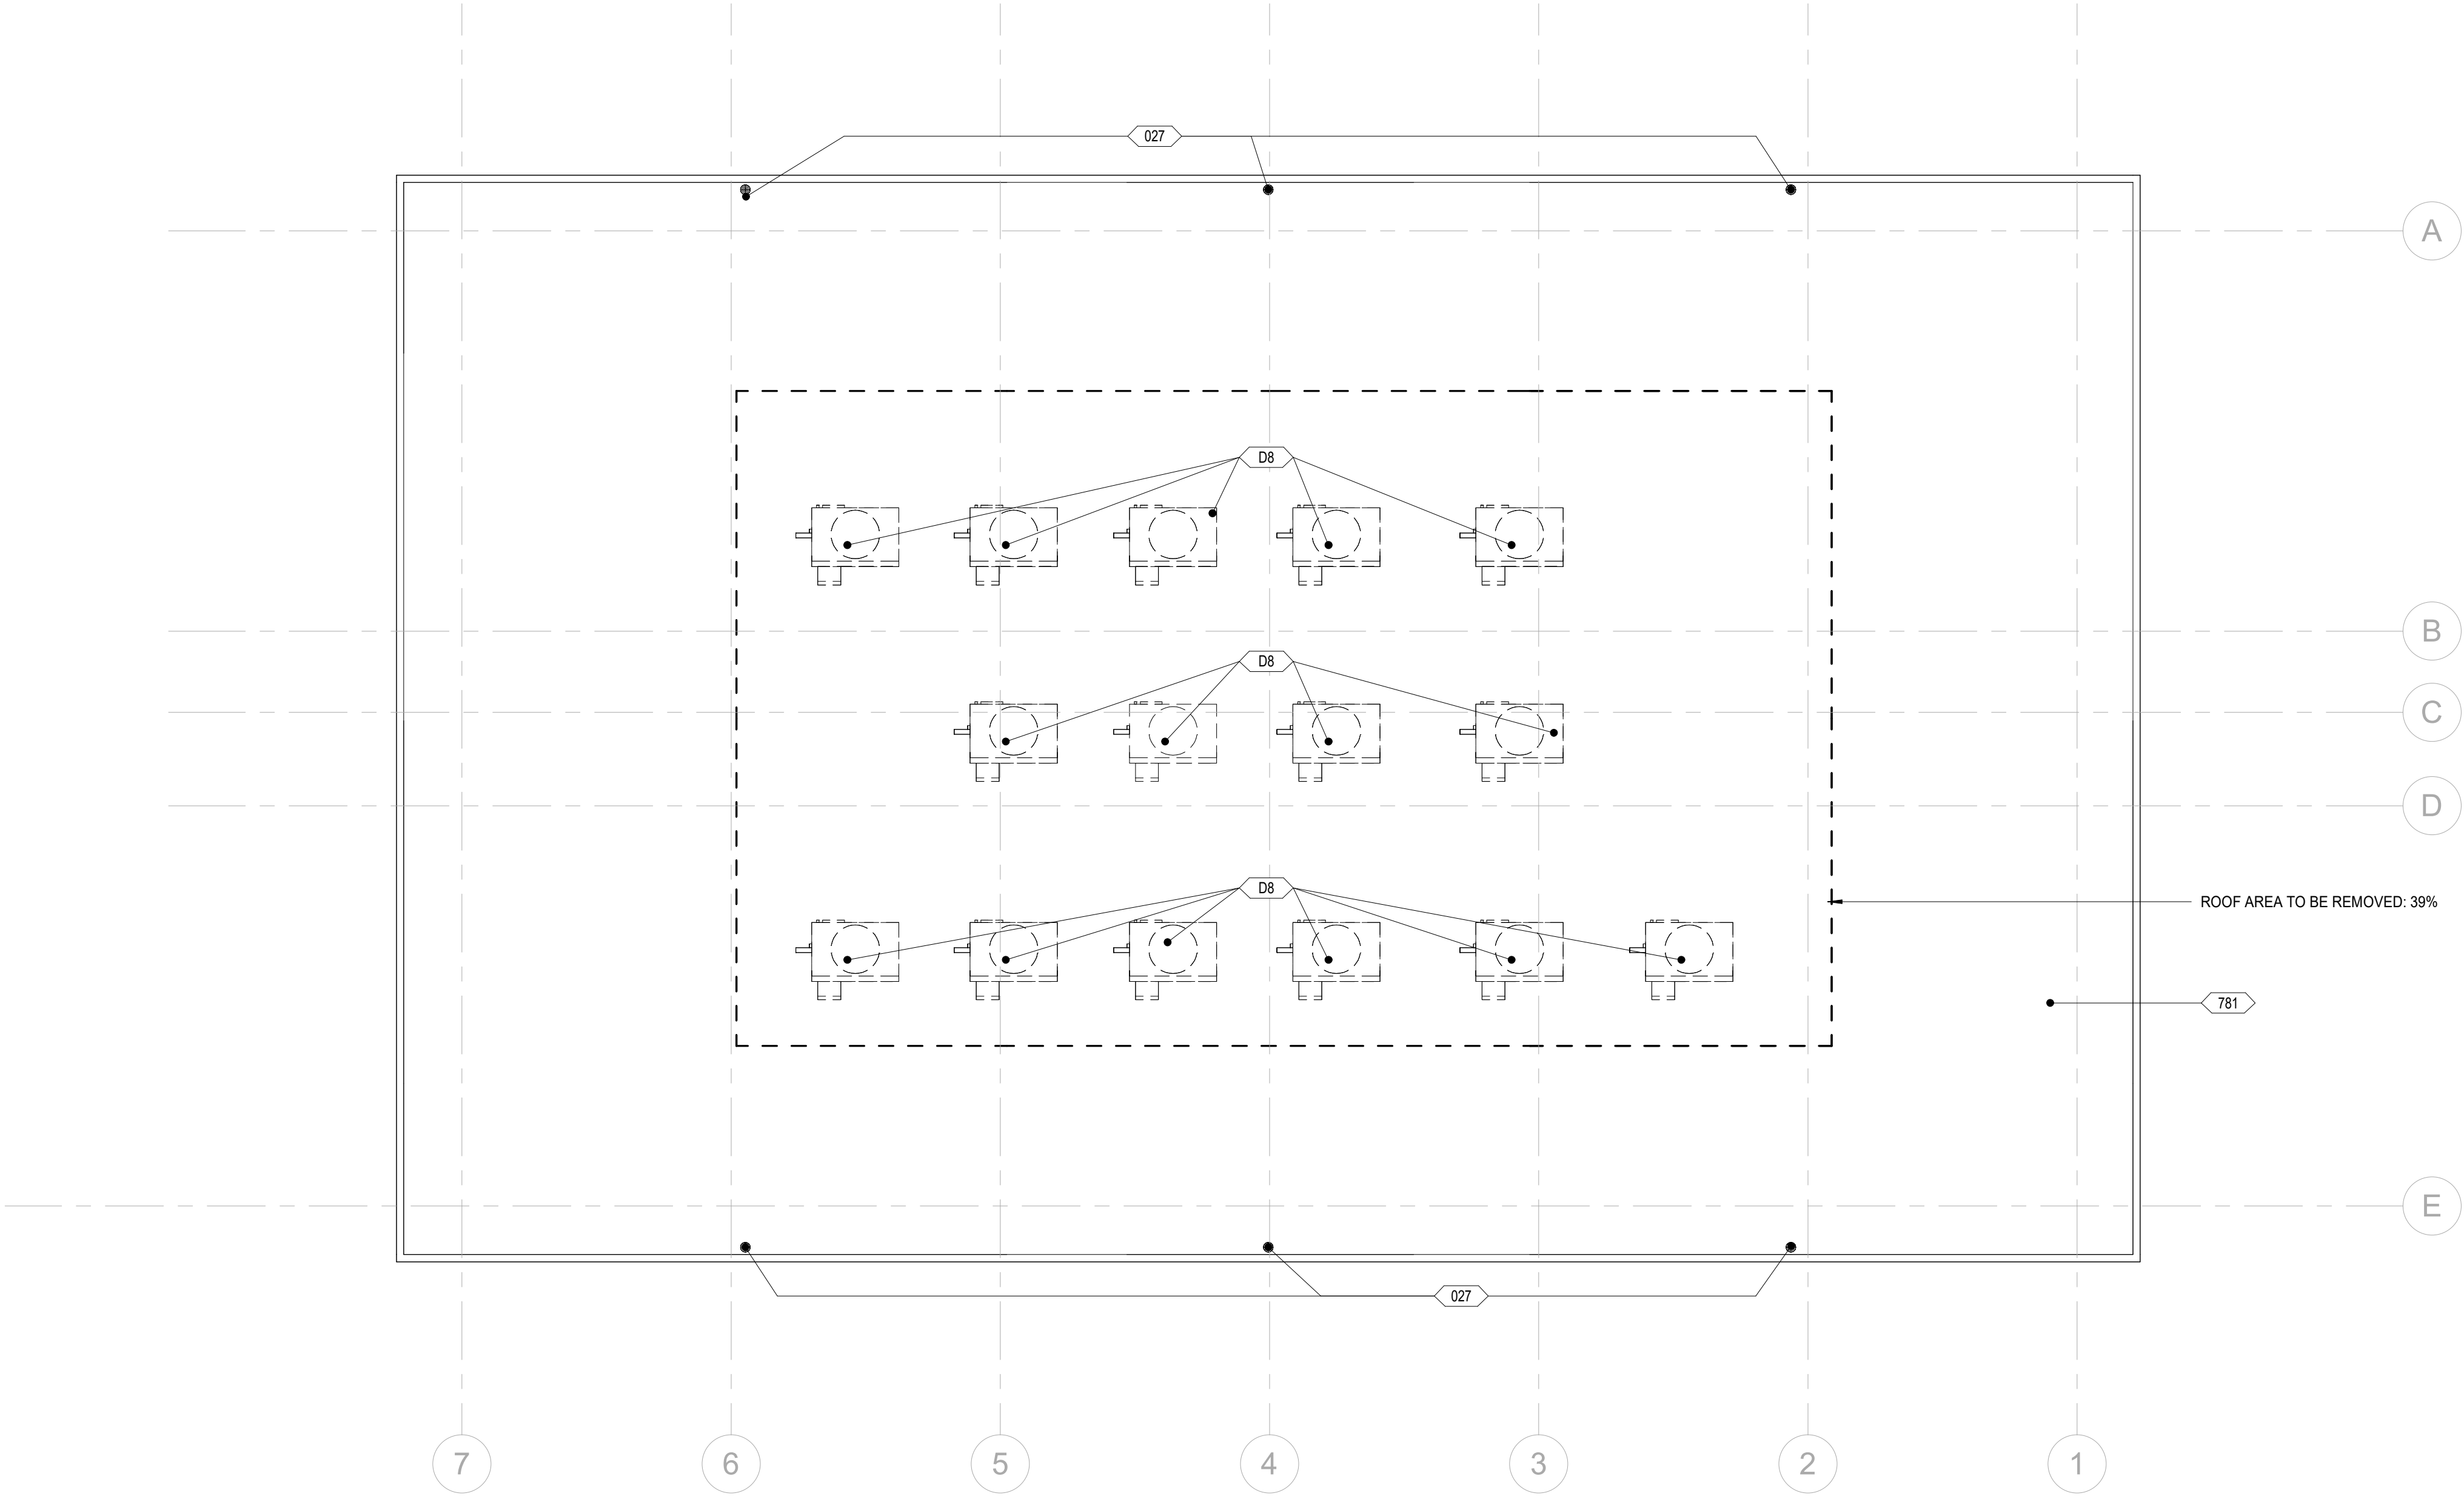 027
A
D8
B
D8
C
D
D8
ROOF AREA TO BE REMOVED: 39%
781
E
027
7
6
5
4
3
2
1